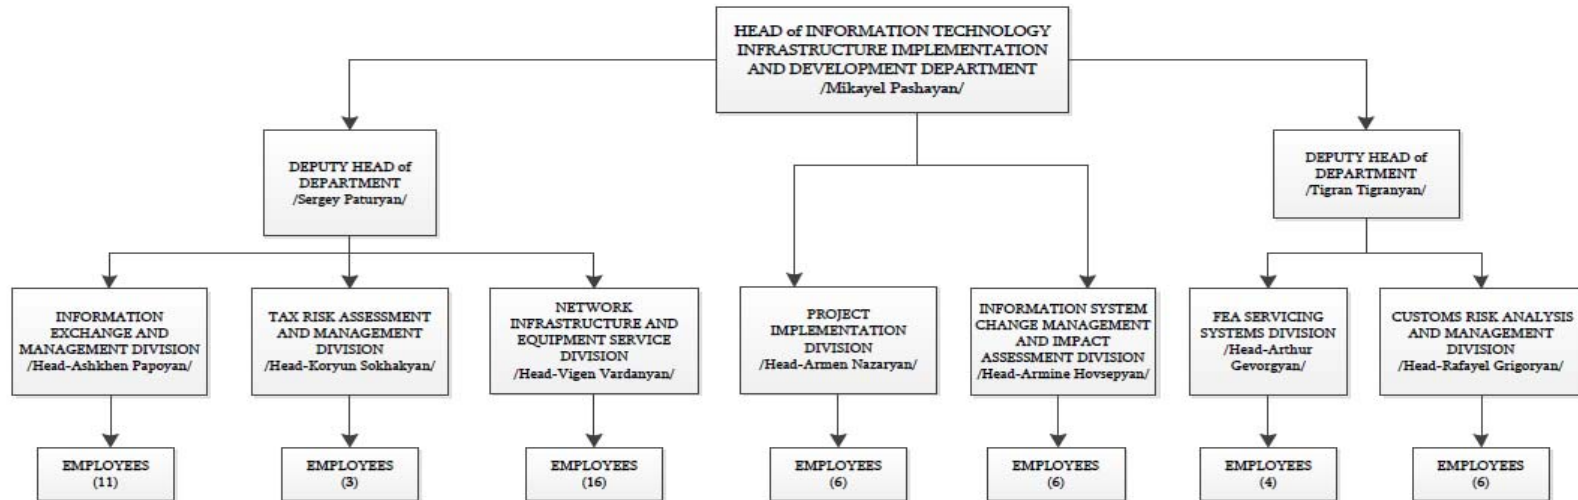 HEAD of INFORMATION TECHNOLOGY
INFRASTRUCTURE IMPLEMENTATION
AND DEVELOPMENT DEPARTMENT
/Mikayel Pashayan/
DEPUTY HEAD of
DEPARTMENT
/Sergey Paturyan/
DEPUTY HEAD of
DEPARTMENT
/Tigran Tigranyan/
INFORMATION
EXCHANGE AND
MANAGEMENT DIVISION
/Head-Ashkhen Papoyan/
TAX RISK ASSESSMENT
AND MANAGEMENT
DIVISION
/Head-Koryun Sokhakyan/
NETWORK
INFRASTRUCTURE AND
EQUIPMENT SERVICE
DIVISION
/Head-Vigen Vardanyan/
PROJECT
IMPLEMENTATION
DIVISION
/Head-Armen Nazaryan/
INFORMATION SYSTEM
CHANGE MANAGEMENT
AND IMPACT
ASSESSMENT DIVISION
/Head-Armine Hovsepyan/
FEA SERVICING
SYSTEMS DIVISION
/Head-Arthur
Gevorgyan/
CUSTOMS RISK ANALYSIS
AND MANAGEMENT
DIVISION
/Head-Rafayel Grigoryan/
EMPLOYEES
(11)
EMPLOYEES
(3)
EMPLOYEES
(16)
EMPLOYEES
(6)
EMPLOYEES
(6)
EMPLOYEES
(4)
EMPLOYEES
(6)